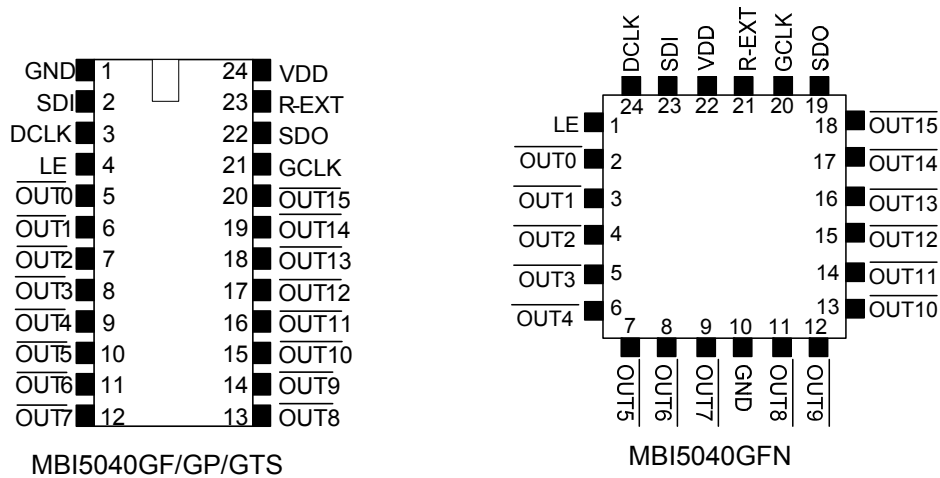 GND 1 24 VDD
SDI 2 23 R-EXT
DCLK 3 22 SDO
LE 4 21 GCLK
OUT0 5 20 OUT15
OUT1 6 19 OUT14
OUT2 7 18 OUT13
OUT3 8 17 OUT12
OUT4 9 16 OUT11
OUT5 10 15 OUT10
OUT6 11 14 OUT9
OUT7 12 13 OUT8
MBI5040GF/GP/GTS
DCLK SDI VDD R-EXT GCLK SDO
24 23 22 21 20 19
LE 1 18 OUT15
OUT0 2 17 OUT14
OUT1 3 16 OUT13
OUT2 4 15 OUT12
OUT3 5 14 OUT11
OUT4 6 13 OUT10
7 8 9 10 11 12
OUT5 OUT6 OUT7 GND OUT8 OUT9
MBI5040GFN